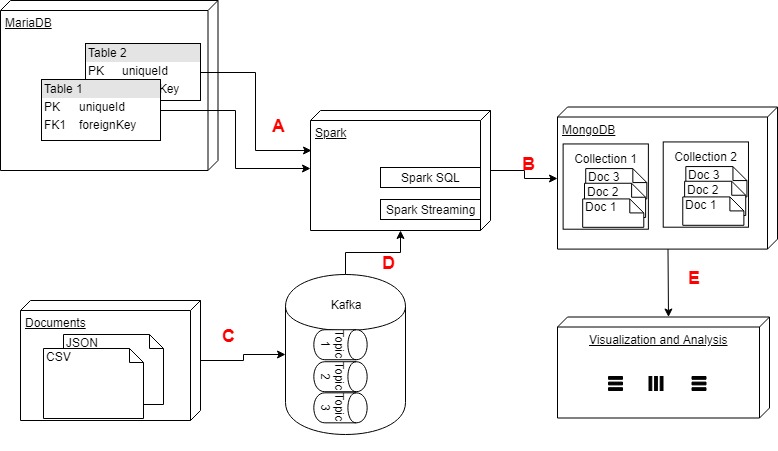 MariaDB
Table 2
PK uniqueId
Key
Table 1
PK uniqueId
FK1 foreignKey
A
Spark
Spark SQL
Spark Streaming
B
MongoDB
Collection 1
Doc 3
Doc 2
Doc 1
Collection 2
Doc 3
Doc 2
Doc 1
Documents
JSON
CSV
C
Kafka
Topic 1
Topic 2
Topic 3
D
E
Visualization and Analysis